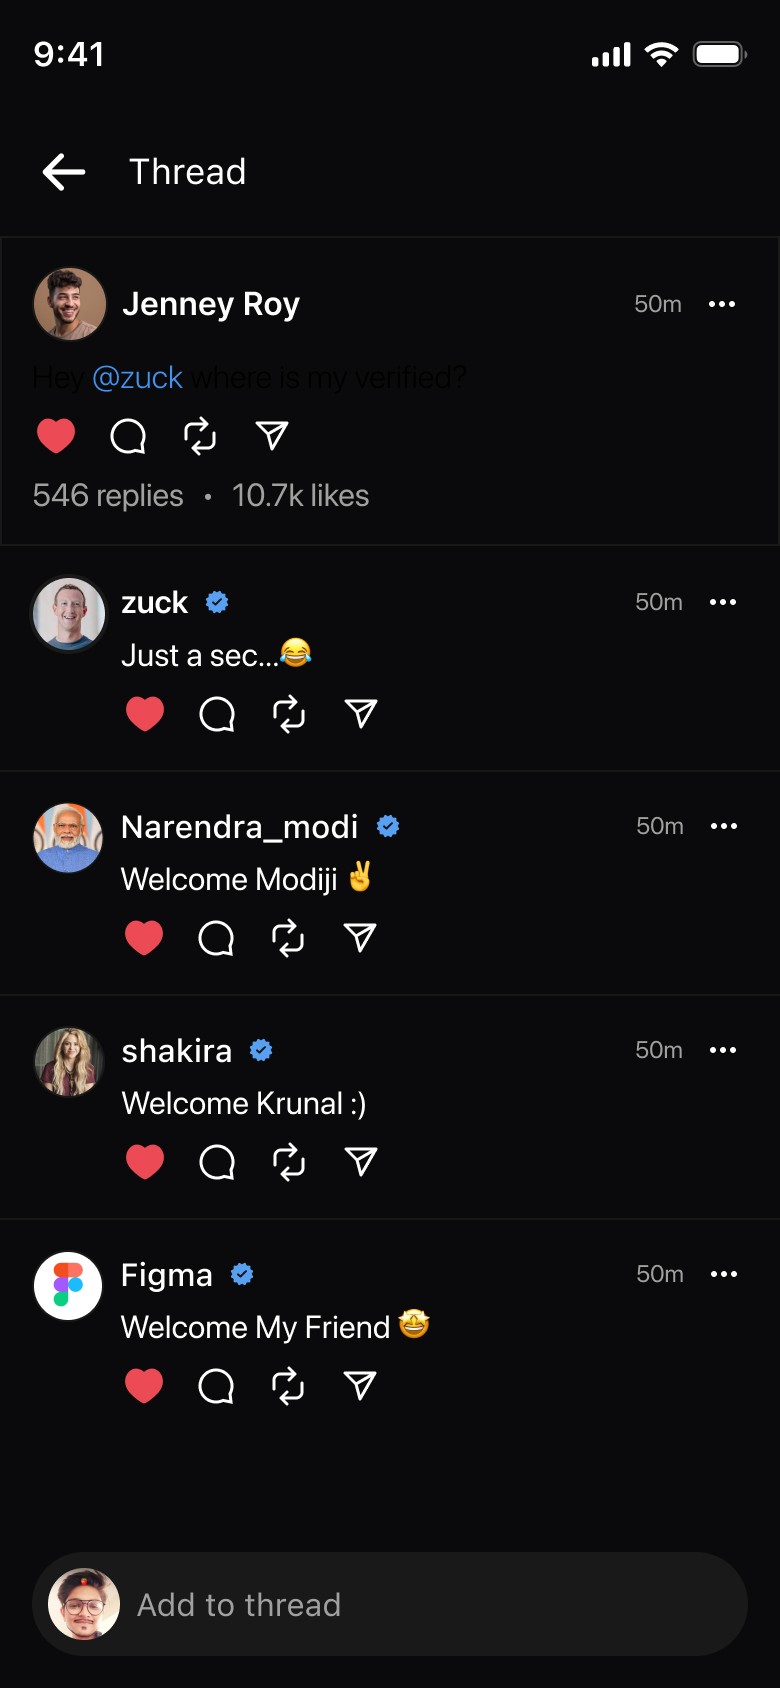 9:41
Thread
Jenney Roy 50m
Hey @zuck where is my verified?
546 replies • 10.7k likes
zuck 50m
Just a sec...😂
Narendra_modi 50m
Welcome Modiji ✌️
shakira 50m
Welcome Krunal :)
Figma 50m
Welcome My Friend 🤩
Add to thread